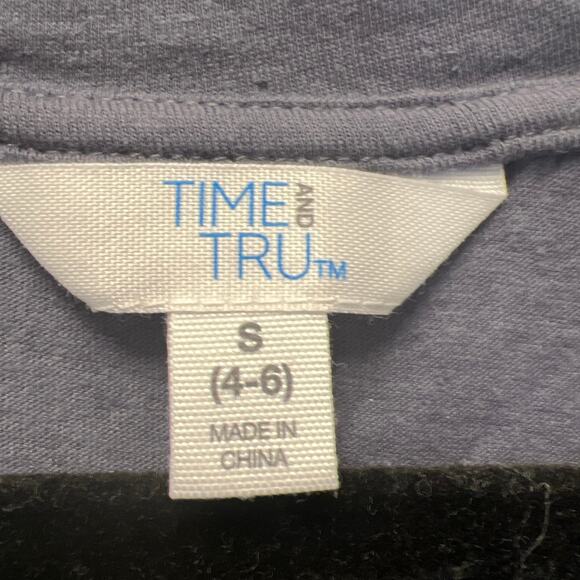 TIME AND
TRU™
S
(4-6)
MADE IN
CHINA